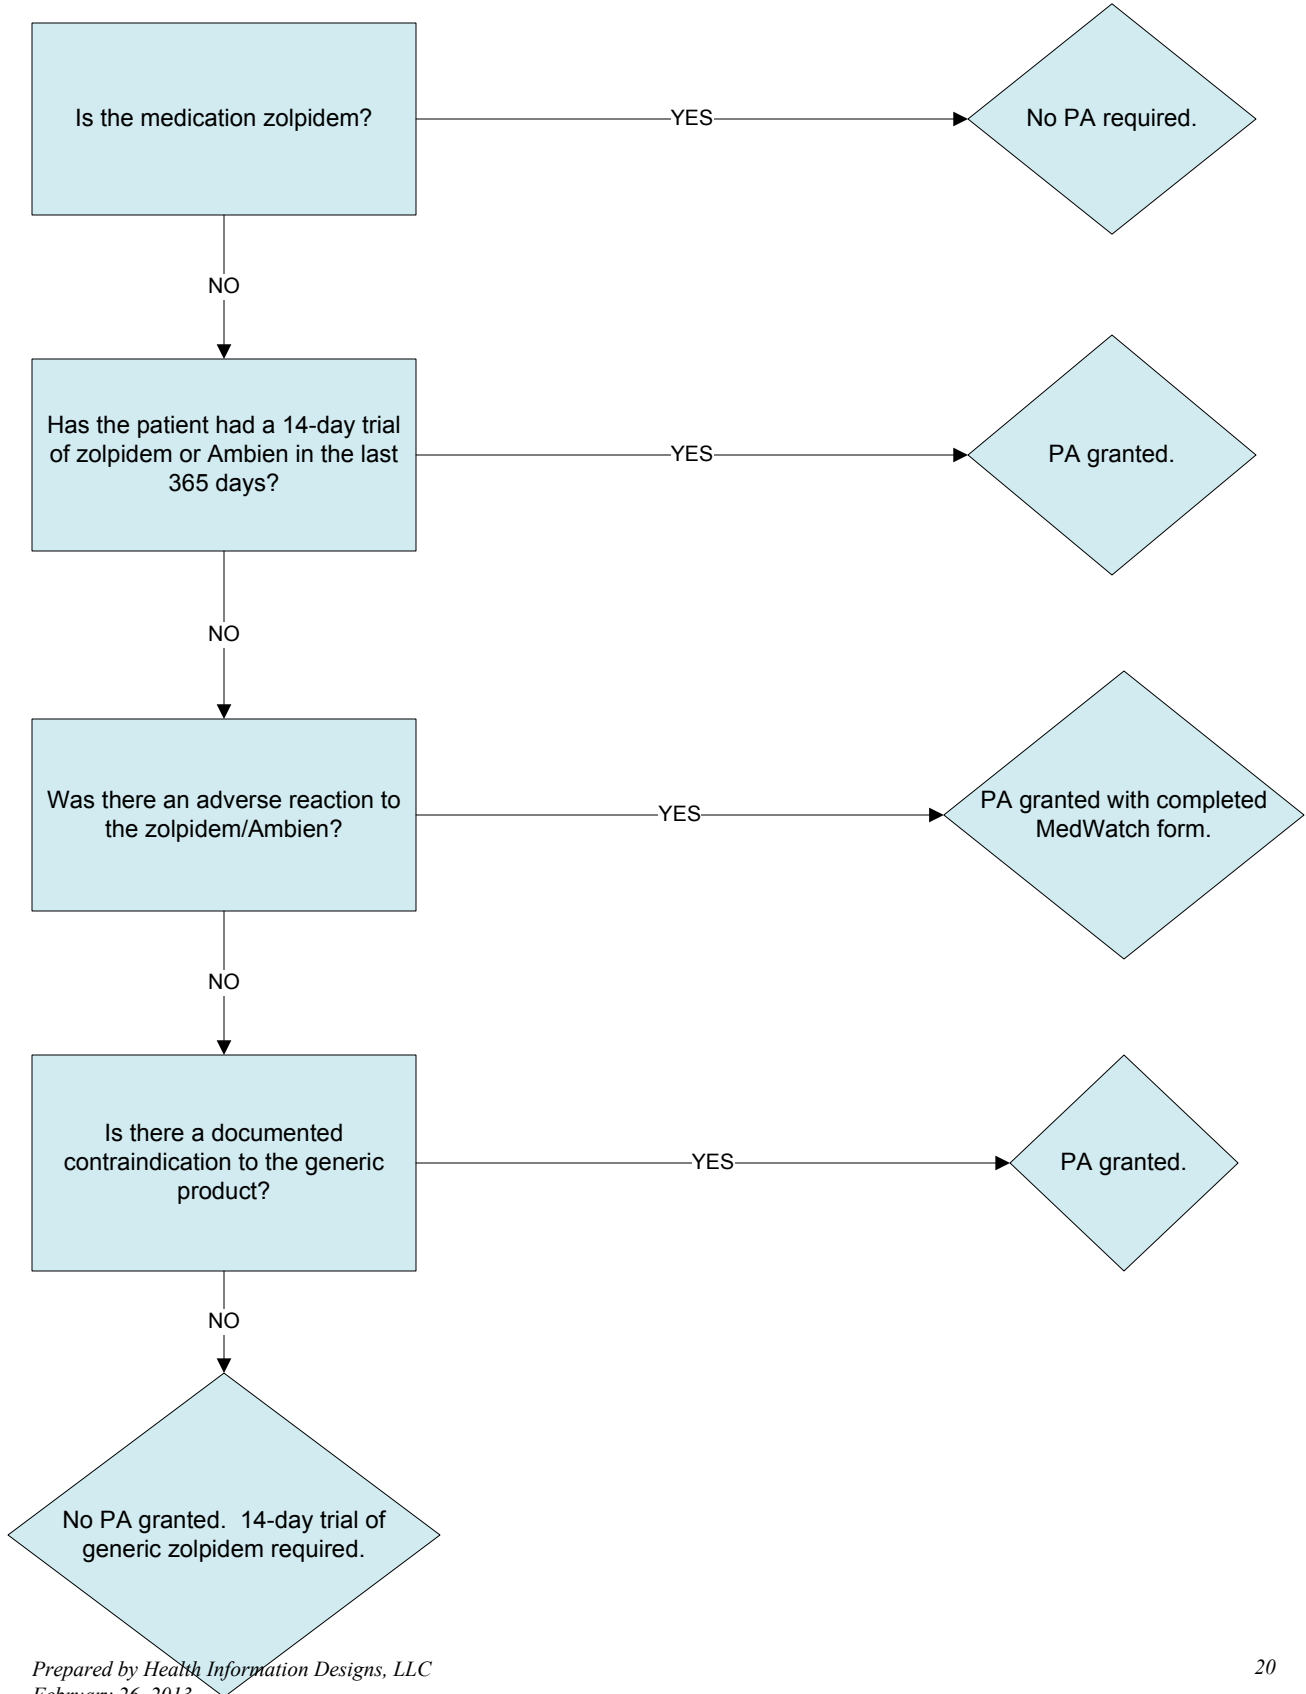 Is the medication zolpidem?
YES
No PA required.
NO
Has the patient had a 14-day trial
of zolpidem or Ambien in the last
365 days?
YES
PA granted.
NO
Was there an adverse reaction to
the zolpidem/Ambien?
YES
PA granted with completed
MedWatch form.
NO
Is there a documented
contraindication to the generic
product?
YES
PA granted.
NO
No PA granted.  14-day trial of
generic zolpidem required.
Prepared by Health Information Designs, LLC
20
February 26, 2013